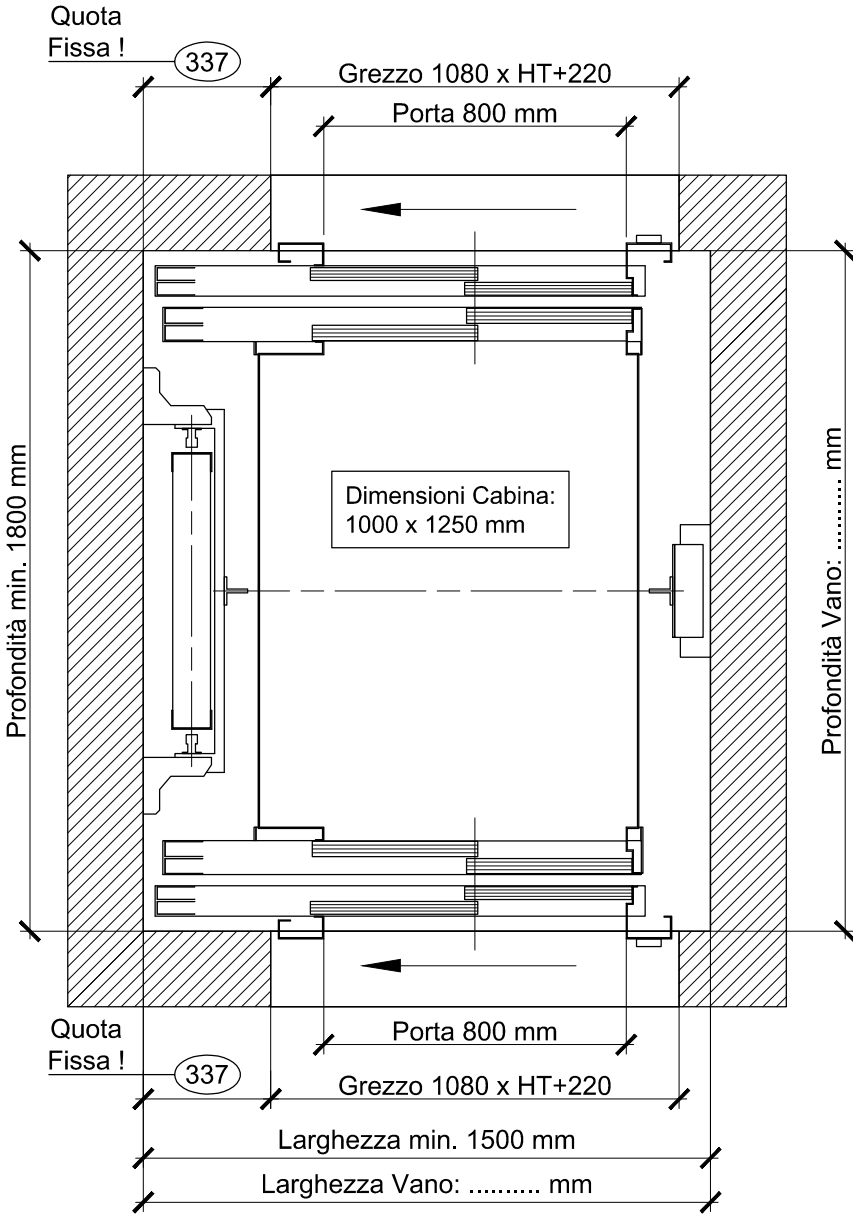 Quota
Fissa !
337
Grezzo 1080 x HT+220
Porta 800 mm
Profondità min. 1800 mm
Dimensioni Cabina:
1000 x 1250 mm
Profondità Vano: .......... mm
Quota
Fissa !
337
Porta 800 mm
Grezzo 1080 x HT+220
Larghezza min. 1500 mm
Larghezza Vano: .......... mm